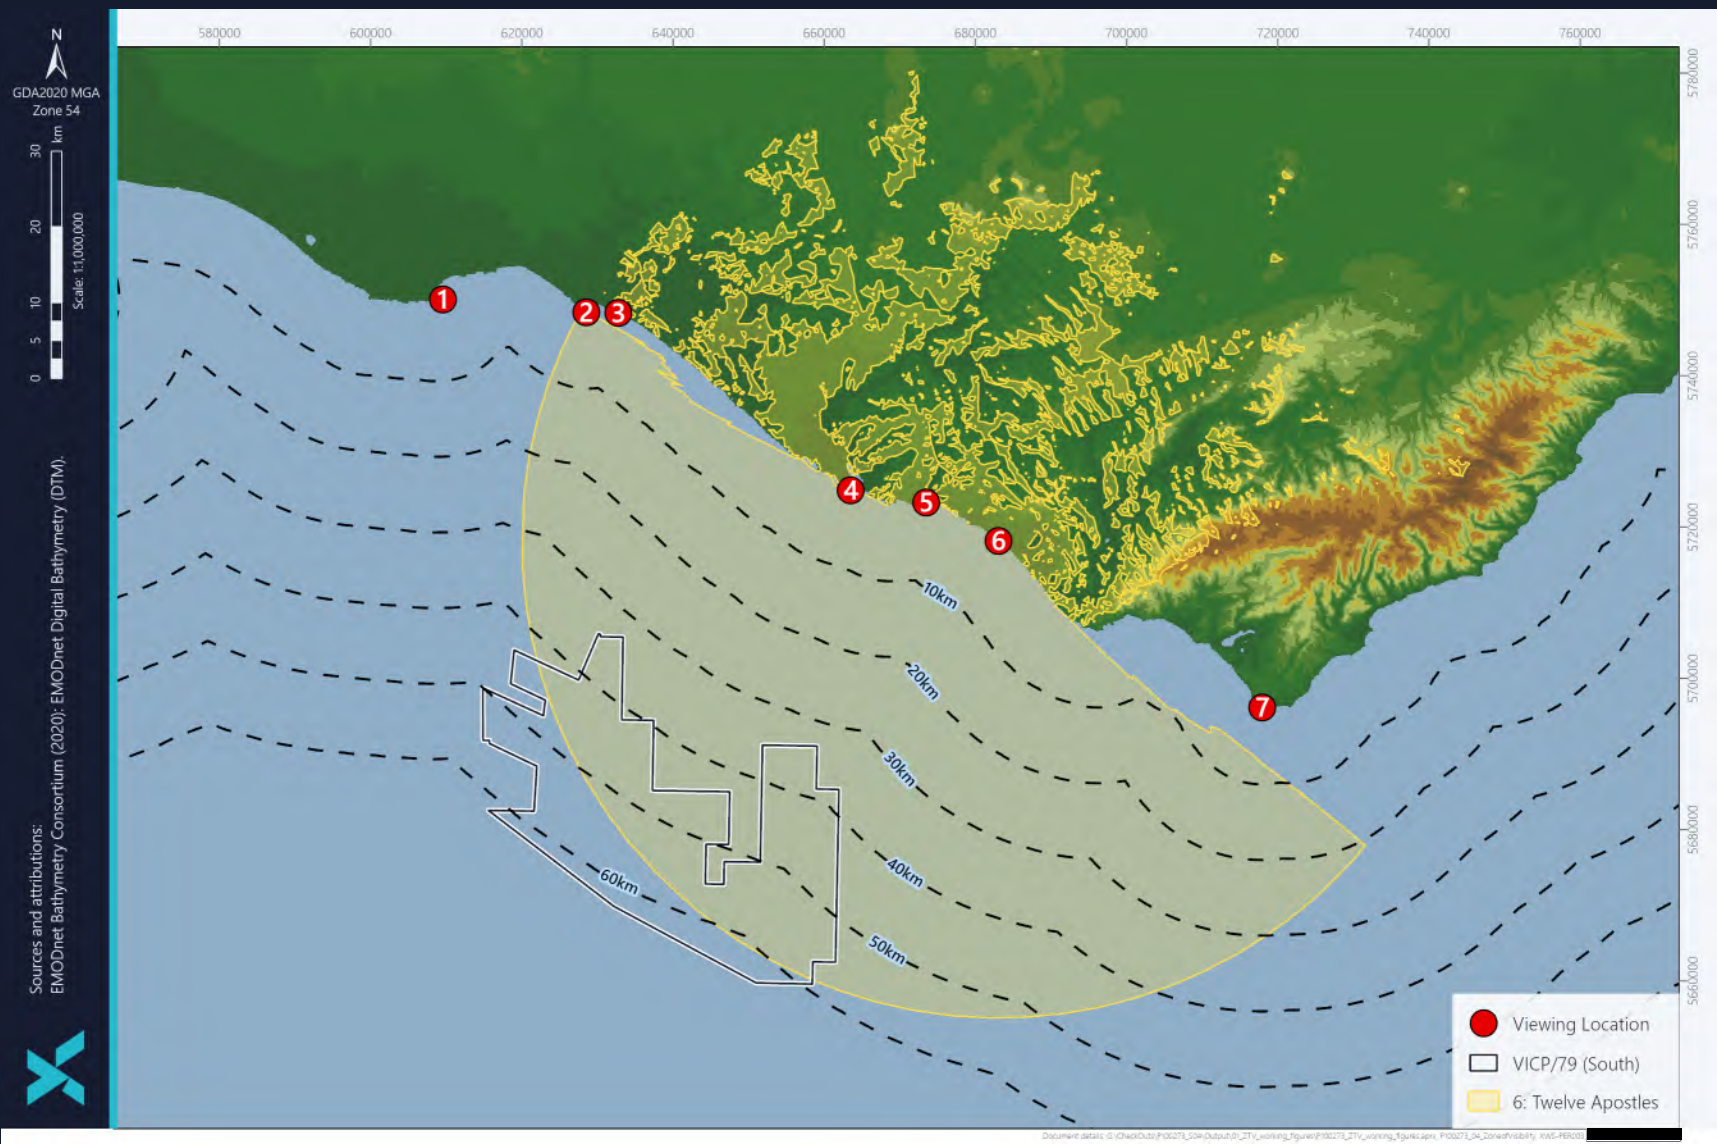 580000 600000 620000 640000 660000 680000 700000 720000 740000 760000
N
GDA2020 MGA
Zone 54
km
30
20
10
5
0
Scale: 1:1,000,000
5780000
5760000
5740000
5720000
5700000
5680000
5660000
1
2
3
4
5
6
7
10km
20km
30km
40km
50km
60km
Sources and attributions:
EMODnet Bathymetry Consortium (2020): EMODnet Digital Bathymetry (DTM).
Viewing Location
VICP/79 (South)
6: Twelve Apostles
Document details: